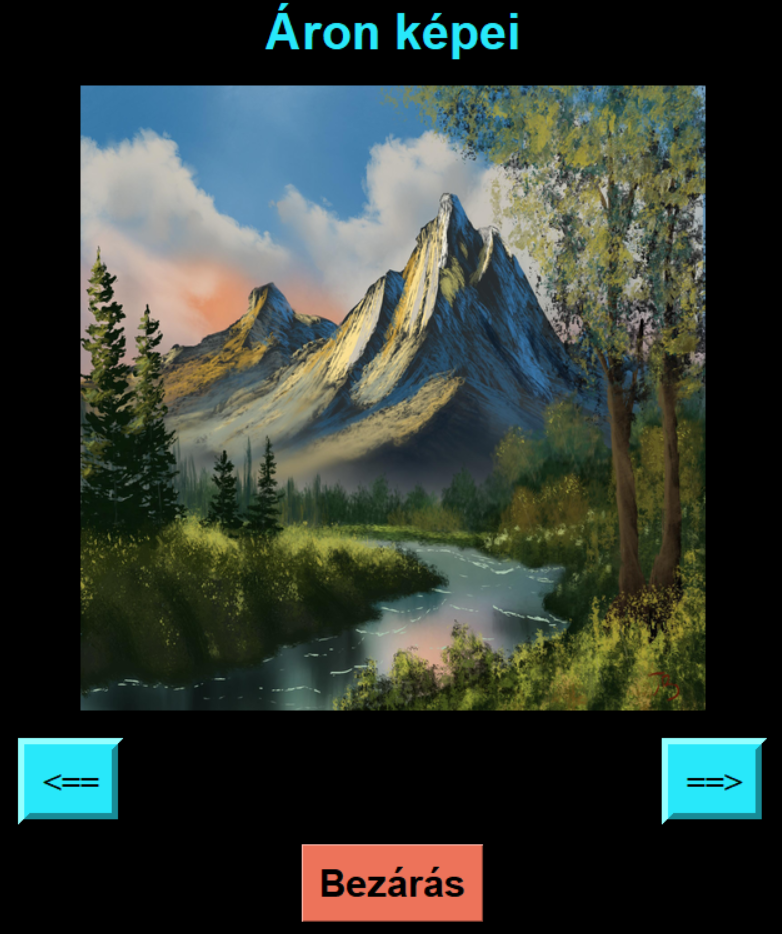 Áron képei
<== ==>
Bezárás